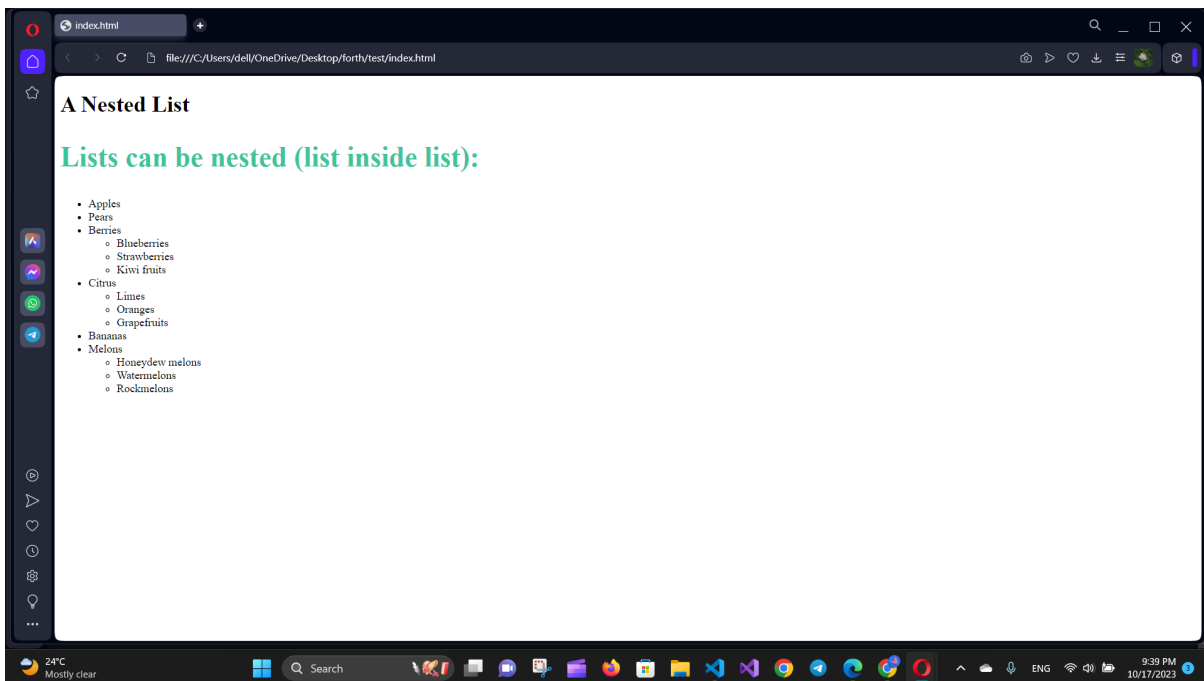 index.html
file:///C:/Users/dell/OneDrive/Desktop/forth/test/index.html
A Nested List
Lists can be nested (list inside list):
Apples
Pears
Berries
Blueberries
Strawberries
Kiwi fruits
Citrus
Limes
Oranges
Grapefruits
Bananas
Melons
Honeydew melons
Watermelons
Rockmelons
24°C
Mostly clear
Search
ENG
9:39 PM
10/17/2023
3